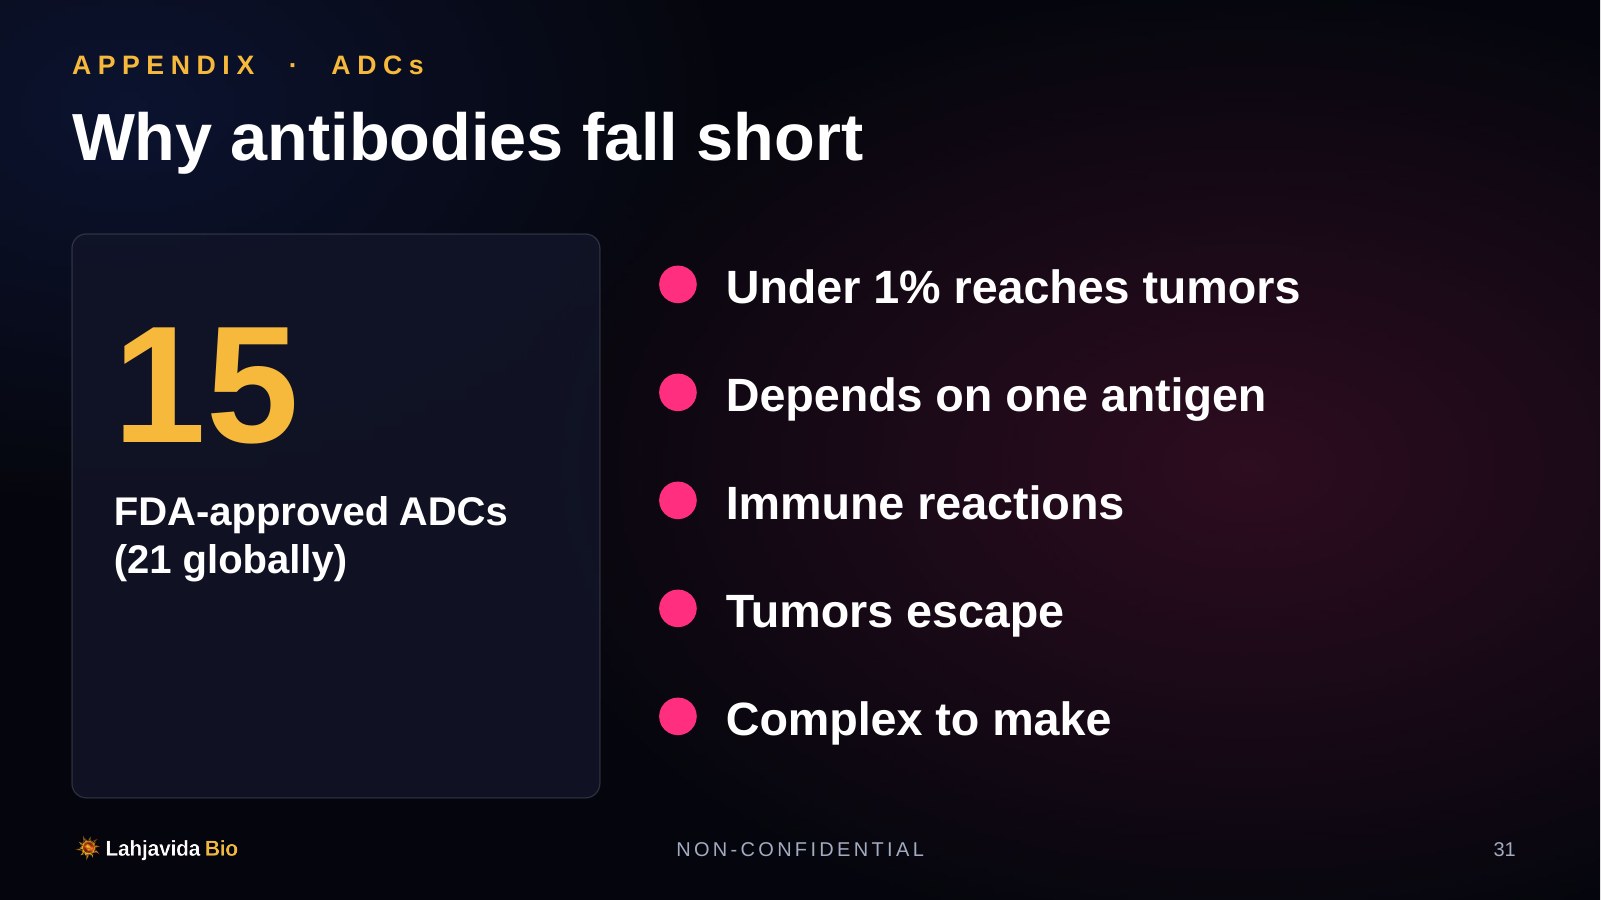 APPENDIX · ADCs
Why antibodies fall short
15
FDA-approved ADCs
(21 globally)
Under 1% reaches tumors
Depends on one antigen
Immune reactions
Tumors escape
Complex to make
Lahjavida Bio
NON-CONFIDENTIAL
31